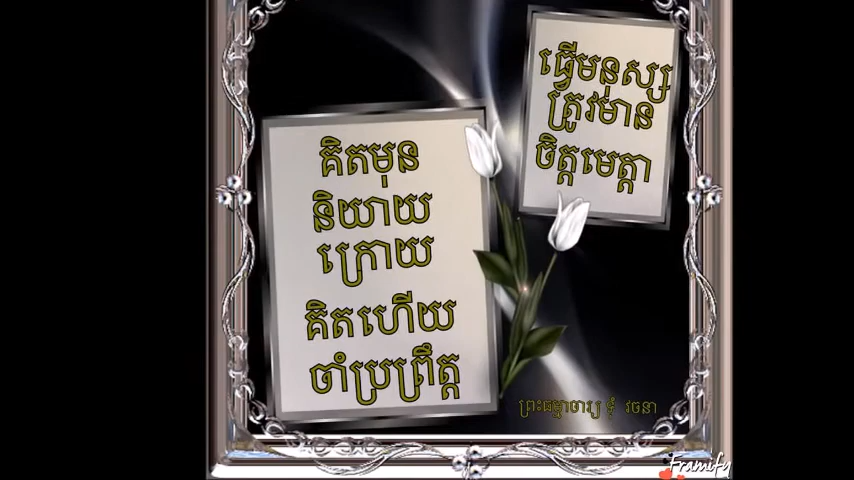 គិតមុន
និយាយ
ក្រោយ
គិតហើយ
ចាំប្រព្រឹត្ត
ធ្វើមនុស្ស
ត្រូវមាន
ចិត្តមេត្តា
ព្រះធម្មាចារ្យ ទុំ វចនា
Framify